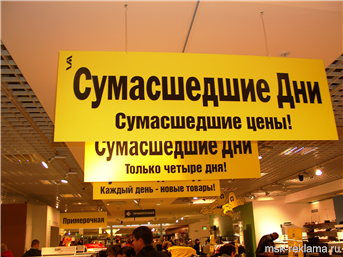 Сумасшедшие Дни
Сумасшедшие цены!
Сумасшедшие Дни
Только четыре дня!
Каждый день - новые товары!
Примерочная
msk-reklama.ru